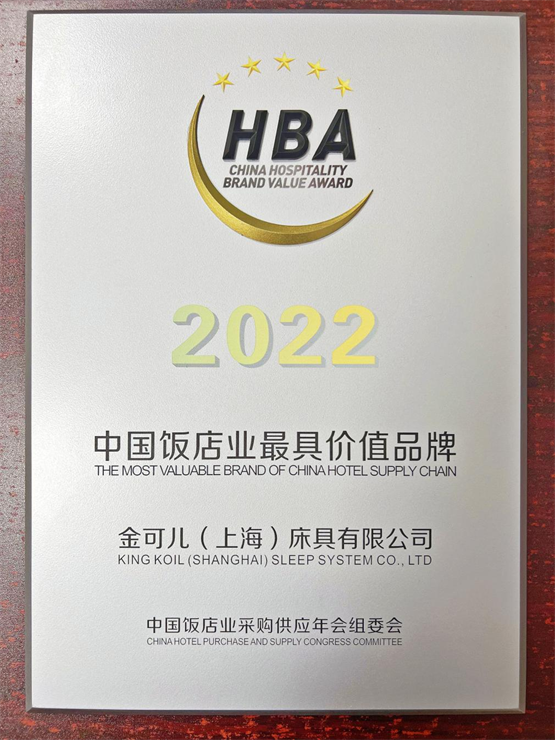 HBA
CHINA HOSPITALITY
BRAND VALUE AWARD
2022
中国饭店业最具价值品牌
THE MOST VALUABLE BRAND OF CHINA HOTEL SUPPLY CHAIN
金可儿（上海）床具有限公司
KING KOIL (SHANGHAI) SLEEP SYSTEM CO., LTD
中国饭店业采购供应年会组委会
CHINA HOTEL PURCHASE AND SUPPLY CONGRESS COMMITTEE